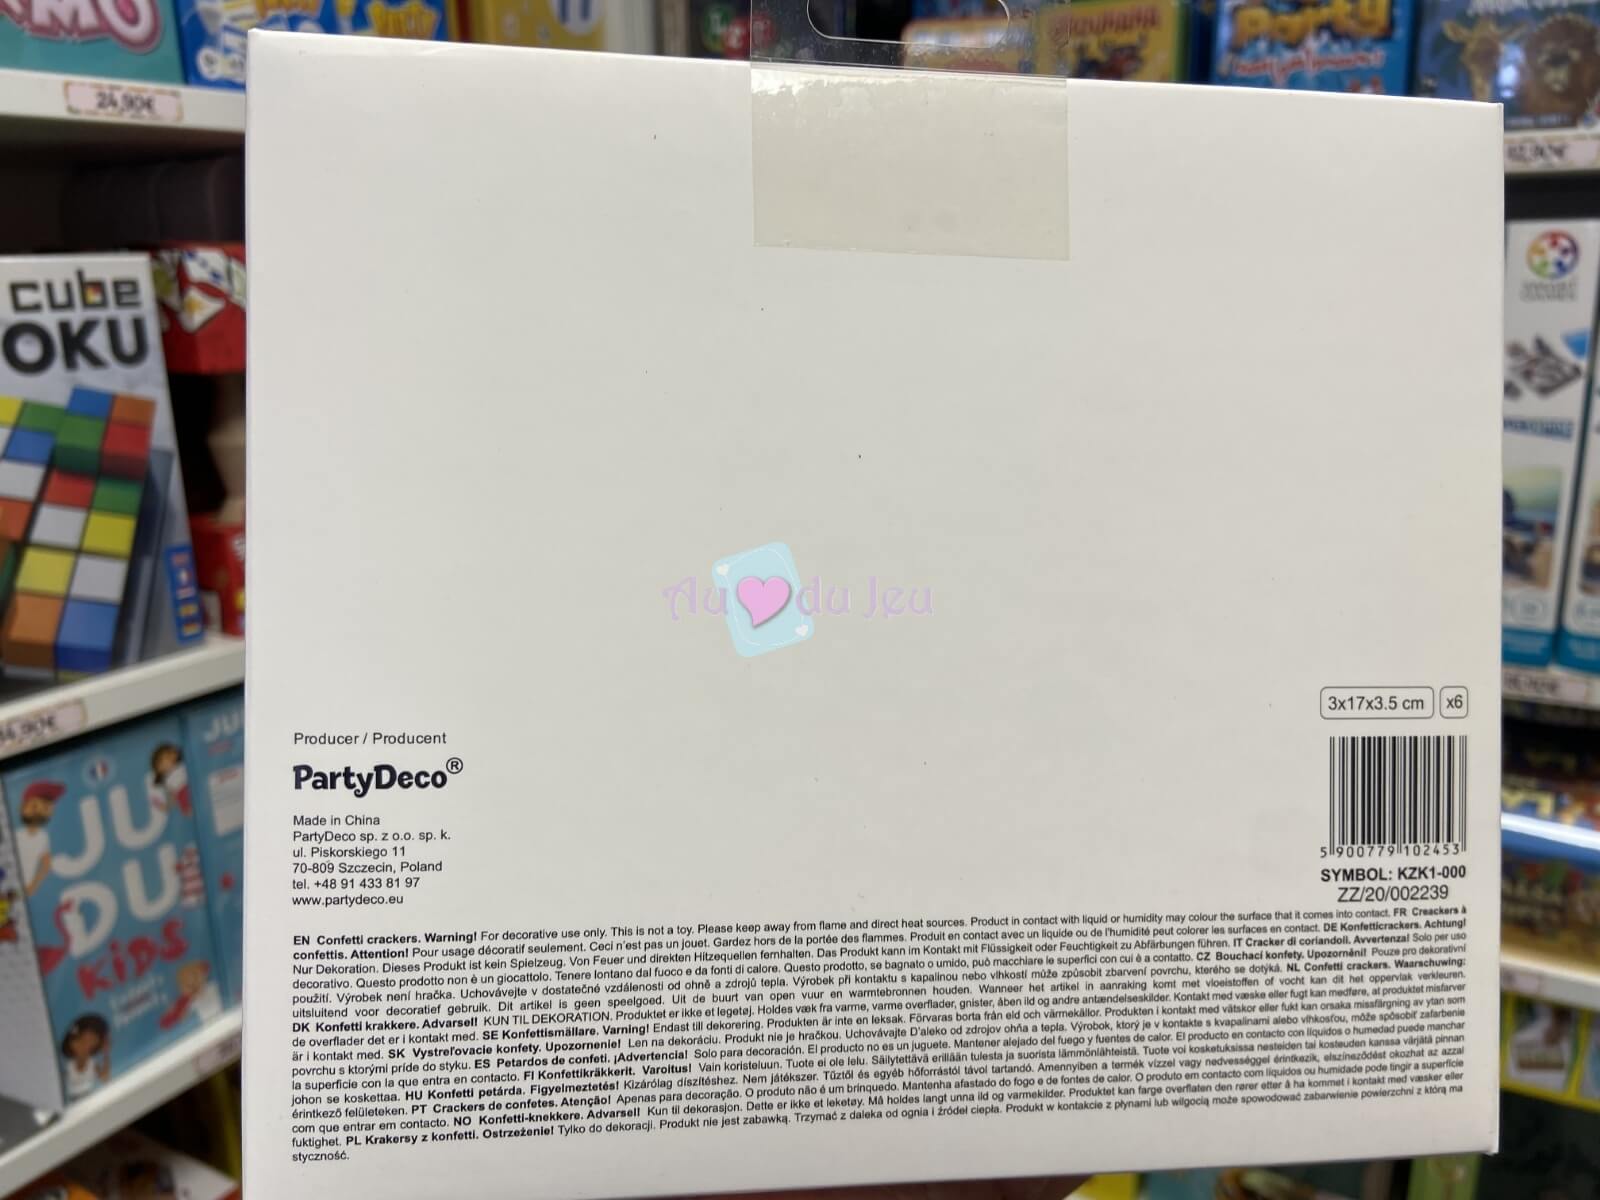 24,90€
cube
OKU
Party
JU
DU
KIDS
Au du Jeu
3x17x3.5 cm x6
Producer / Producent
PartyDeco®
Made in China
PartyDeco sp. z o.o. sp. k.
ul. Piskorskiego 11
70-809 Szczecin, Poland
tel. +48 91 433 81 97
www.partydeco.eu
5 900779 102453
SYMBOL: KZK1-000
ZZ/20/002239
EN Confetti crackers. Warning! For decorative use only. This is not a toy. Please keep away from flame and direct heat sources. Product in contact with liquid or humidity may colour the surface that it comes into contact. FR Creackers à
confettis. Attention! Pour usage décoratif seulement. Ceci n'est pas un jouet. Gardez hors de la portée des flammes. Produit en contact avec un liquide ou de l'humidité peut colorer les surfaces en contact. DE Konfetticrackers. Achtung!
Nur Dekoration. Dieses Produkt ist kein Spielzeug. Von Feuer und direkten Hitzequellen fernhalten. Das Produkt kann im Kontakt mit Flüssigkeit oder Feuchtigkeit zu Abfärbungen führen. IT Cracker di coriandoli. Avvertenza! Solo per uso
decorativo. Questo prodotto non è un giocattolo. Tenere lontano dal fuoco e da fonti di calore. Questo prodotto, se bagnato o umido, può macchiare le superfici con cui è a contatto. CZ Bouchací konfety. Upozornění! Pouze pro dekorativní
použití. Výrobek není hračka. Uchovávejte v dostatečné vzdálenosti od ohně a zdrojů tepla. Výrobek při kontaktu s kapalinou nebo vlhkostí může způsobit zbarvení povrchu, kterého se dotýká. NL Confetti crackers. Waarschuwing:
uitsluitend voor decoratief gebruik. Dit artikel is geen speelgoed. Uit de buurt van open vuur en warmtebronnen houden. Wanneer het artikel in aanraking komt met vloeistoffen of vocht kan dit het oppervlak verkleuren.
DK Konfetti krakkere. Advarsel! KUN TIL DEKORATION. Produktet er ikke et legetøj. Holdes væk fra varme, varme overflader, gnister, åben ild og andre antændelseskilder. Kontakt med væske eller fugt kan medføre, at produktet misfarver
de overflader det er i kontakt med. SE Konfettismällare. Varning! Endast till dekorering. Produkten är inte en leksak. Förvaras borta från eld och värmekällor. Produkten i kontakt med vätskor eller fukt kan orsaka missfärgning av ytan som
är i kontakt med. SK Vystreľovacie konfety. Upozornenie! Len na dekoráciu. Produkt nie je hračkou. Uchovávajte D'aleko od zdrojov ohňa a tepla. Výrobok, ktorý je v kontakte s kvapalinami alebo vlhkosťou, môže spôsobiť zafarbenie
povrchu s ktorými príde do styku. ES Petardos de confeti. ¡Advertencia! Solo para decoración. El producto no es un juguete. Mantener alejado del fuego y fuentes de calor. El producto en contacto con líquidos o humedad puede manchar
la superficie con la que entra en contacto. FI Konfettikräkkerit. Varoitus! Vain koristeluun. Tuote ei ole lelu. Säilytettävä erillään tulesta ja suorista lämmönlähteistä. Tuote voi kosketuksissa nesteiden tai kosteuden kanssa värjätä pinnan
johon se koskettaa. HU Konfetti petárda. Figyelmeztetés! Kizárólag díszítéshez. Nem játékszer. Tűztől és egyéb hőforrástól távol tartandó. Amennyiben a termék vízzel vagy nedvességgel érintkezik, elszíneződést okozhat az azzal
érintkező felületeken. PT Crackers de confetes. Atenção! Apenas para decoração. O produto não é um brinquedo. Mantenha afastado do fogo e de fontes de calor. O produto em contacto com líquidos ou humidade pode tingir a superfície
com que entrar em contacto. NO Konfetti-knekkere. Advarsel! Kun til dekorasjon. Dette er ikke et leketøy. Må holdes langt unna ild og varmekilder. Produktet kan farge overflaten den rører etter å ha kommet i kontakt med væsker eller
fuktighet. PL Krakersy z konfetti. Ostrzeżenie! Tylko do dekoracji. Produkt nie jest zabawką. Trzymać z daleka od ognia i źródeł ciepła. Produkt w kontakcie z płynami lub wilgocią może spowodować zabarwienie powierzchni z którą ma
styczność.